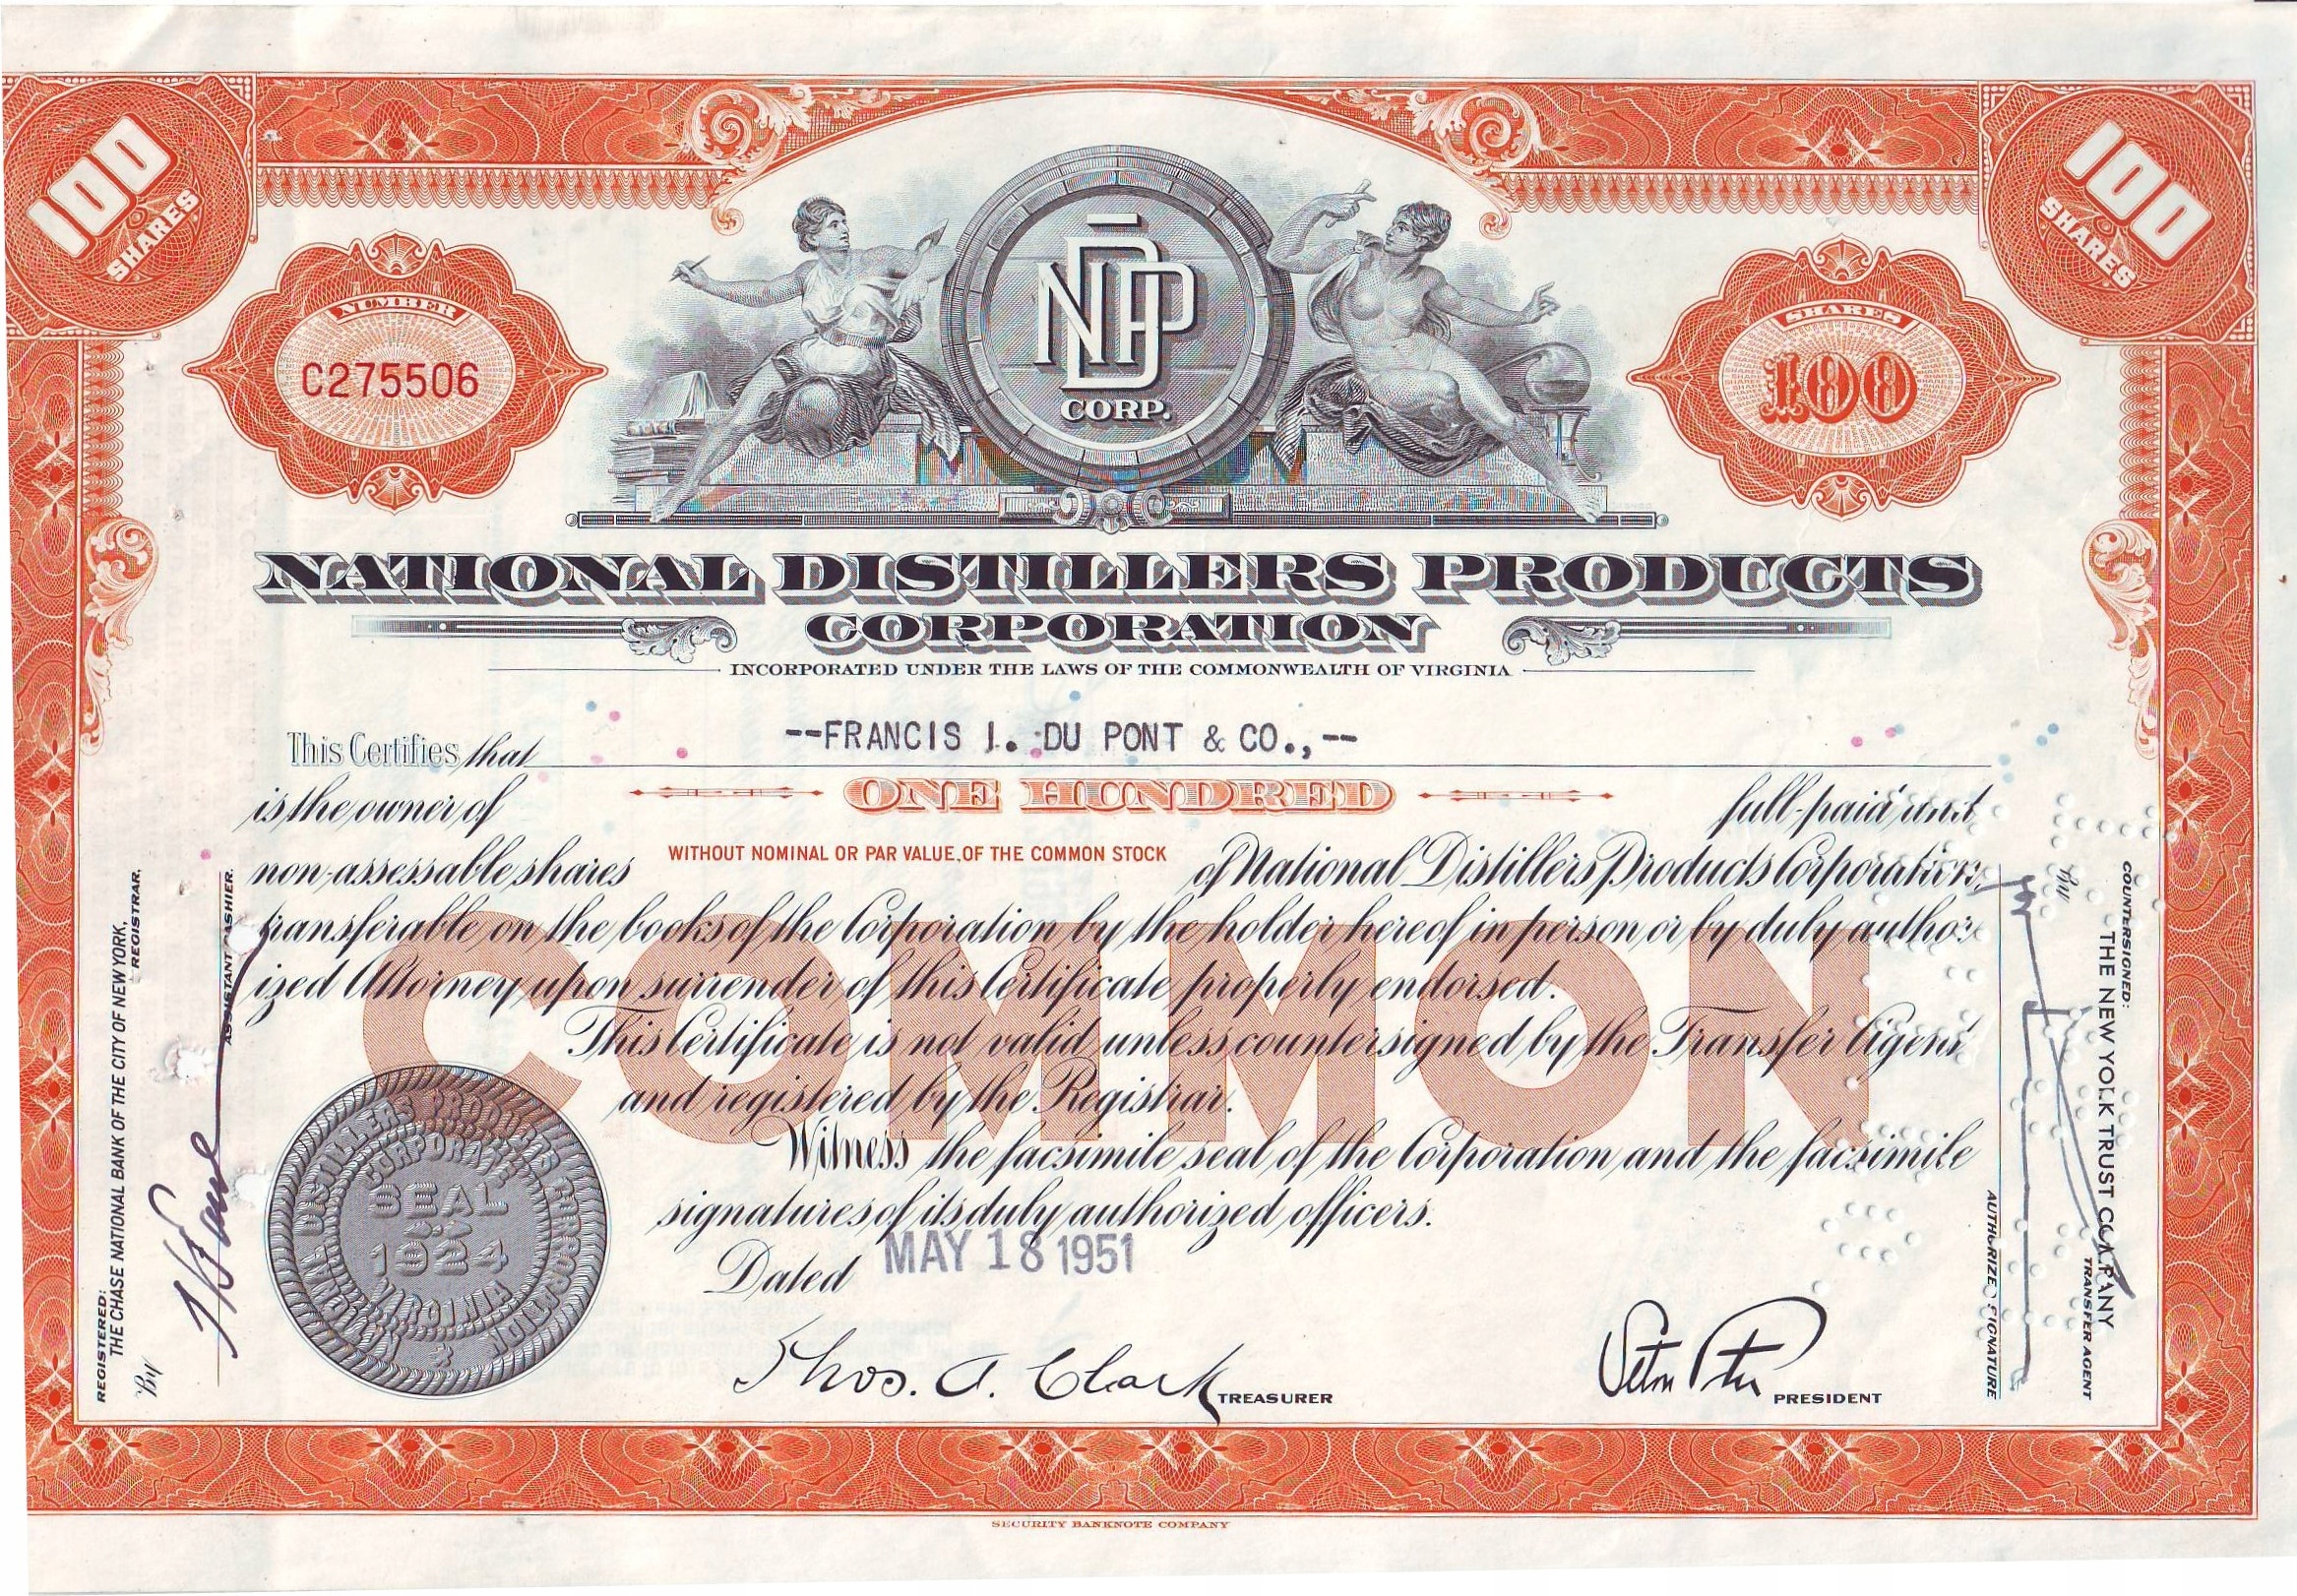 100 SHARES
100 SHARES
NUMBER
C275506
NDP
CORP.
SHARES
100
NATIONAL DISTILLERS PRODUCTS
CORPORATION
INCORPORATED UNDER THE LAWS OF THE COMMONWEALTH OF VIRGINIA
This Certifies that --FRANCIS I. DU PONT & CO.,--
is the owner of ONE HUNDRED full-paid and
non-assessable shares WITHOUT NOMINAL OR PAR VALUE, OF THE COMMON STOCK of National Distillers Products Corporation,
transferable on the books of the Corporation by the holder hereof in person or by duly author-
ized Attorney upon surrender of this Certificate properly endorsed.
This Certificate is not valid unless countersigned by the Transfer Agent
and registered by the Registrar.
Witness the facsimile seal of the Corporation and the facsimile
signatures of its duly authorized officers.
Dated MAY 18 1951
COMMON
NATIONAL DISTILLERS PRODUCTS CORPORATION
CORPORATE
SEAL
1924
VIRGINIA
Thos. A. Clark TREASURER
Seton Porter PRESIDENT
REGISTERED:
THE CHASE NATIONAL BANK OF THE CITY OF NEW YORK,
REGISTRAR.
By
ASSISTANT CASHIER.
COUNTERSIGNED:
THE NEW YORK TRUST COMPANY
TRANSFER AGENT
By
AUTHORIZED SIGNATURE
SECURITY BANKNOTE COMPANY